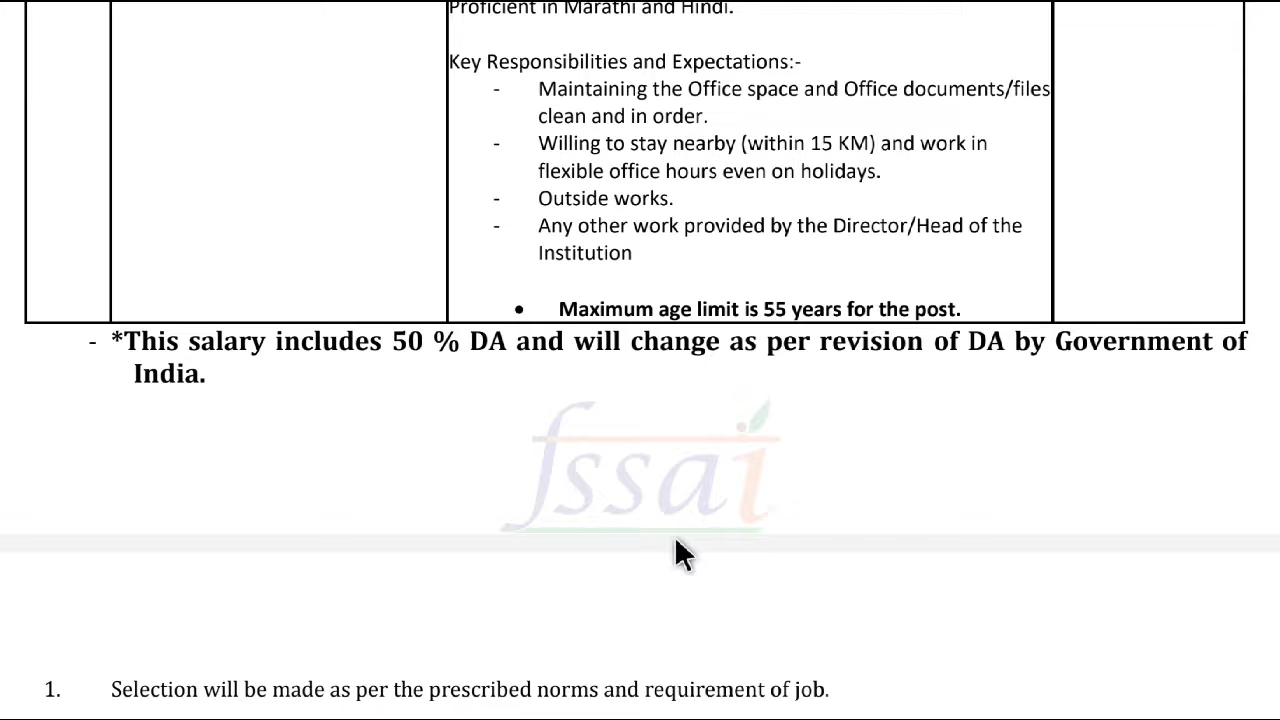 Proficient in Marathi and Hindi.
Key Responsibilities and Expectations:-
- Maintaining the Office space and Office documents/files
clean and in order.
- Willing to stay nearby (within 15 KM) and work in
flexible office hours even on holidays.
- Outside works.
- Any other work provided by the Director/Head of the
Institution
• Maximum age limit is 55 years for the post.
- *This salary includes 50 % DA and will change as per revision of DA by Government of
India.
fssai
1. Selection will be made as per the prescribed norms and requirement of job.